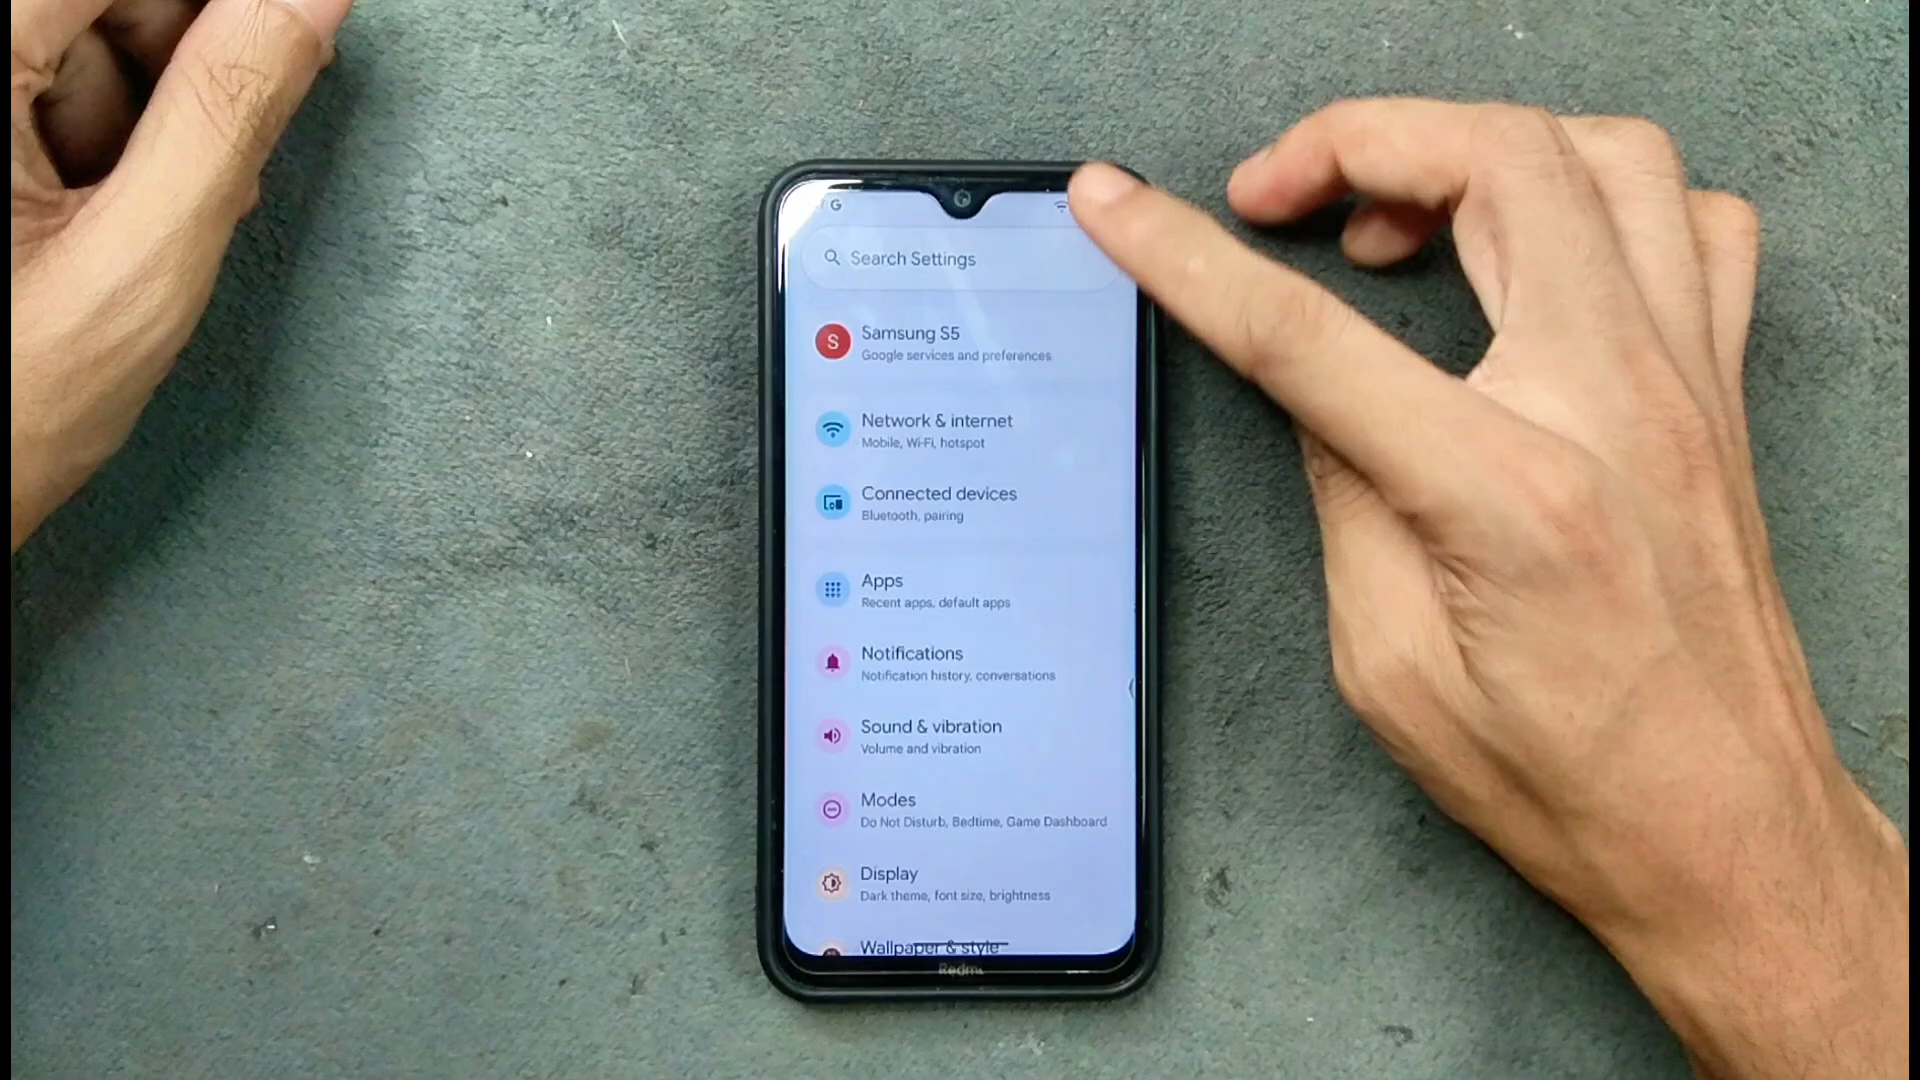 G
Search Settings
S
Samsung S5
Google services and preferences
Network & internet
Mobile, Wi-Fi, hotspot
Connected devices
Bluetooth, pairing
Apps
Recent apps, default apps
Notifications
Notification history, conversations
Sound & vibration
Volume and vibration
Modes
Do Not Disturb, Bedtime, Game Dashboard
Display
Dark theme, font size, brightness
Wallpaper & style
Redmi